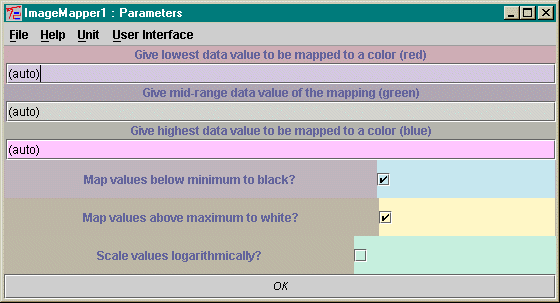 ImageMapper1 : Parameters
File Help Unit User Interface
Give lowest data value to be mapped to a color (red)
(auto)
Give mid-range data value of the mapping (green)
(auto)
Give highest data value to be mapped to a color (blue)
(auto)
Map values below minimum to black?
Map values above maximum to white?
Scale values logarithmically?
OK